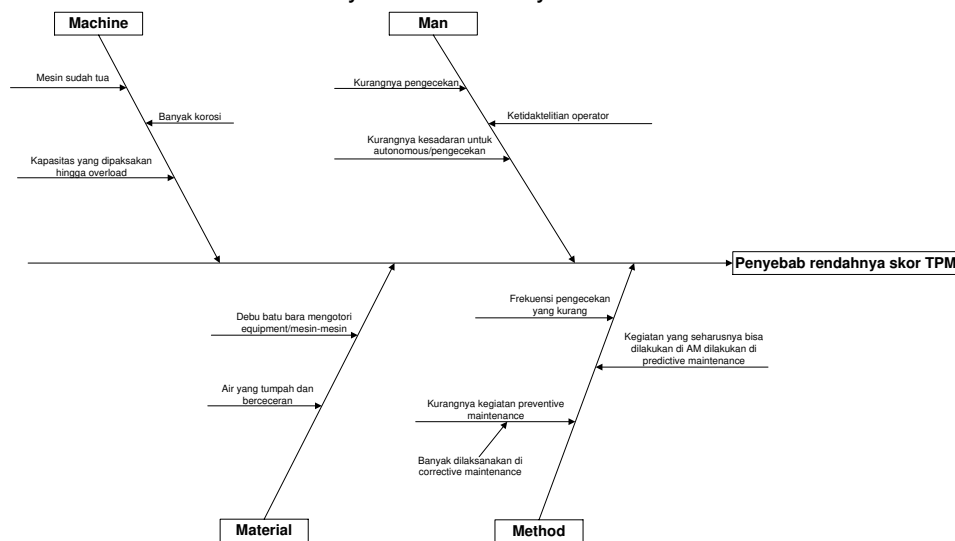 Machine
Man
Mesin sudah tua
Banyak korosi
Kapasitas yang dipaksakan
hingga overload
Kurangnya pengecekan
Ketidaktelitian operator
Kurangnya kesadaran untuk
autonomous/pengecekan
Penyebab rendahnya skor TPM
Debu batu bara mengotori
equipment/mesin-mesin
Air yang tumpah dan
berceceran
Frekuensi pengecekan
yang kurang
Kegiatan yang seharusnya bisa
dilakukan di AM dilakukan di
predictive maintenance
Kurangnya kegiatan preventive
maintenance
Banyak dilaksanakan di
corrective maintenance
Material
Method